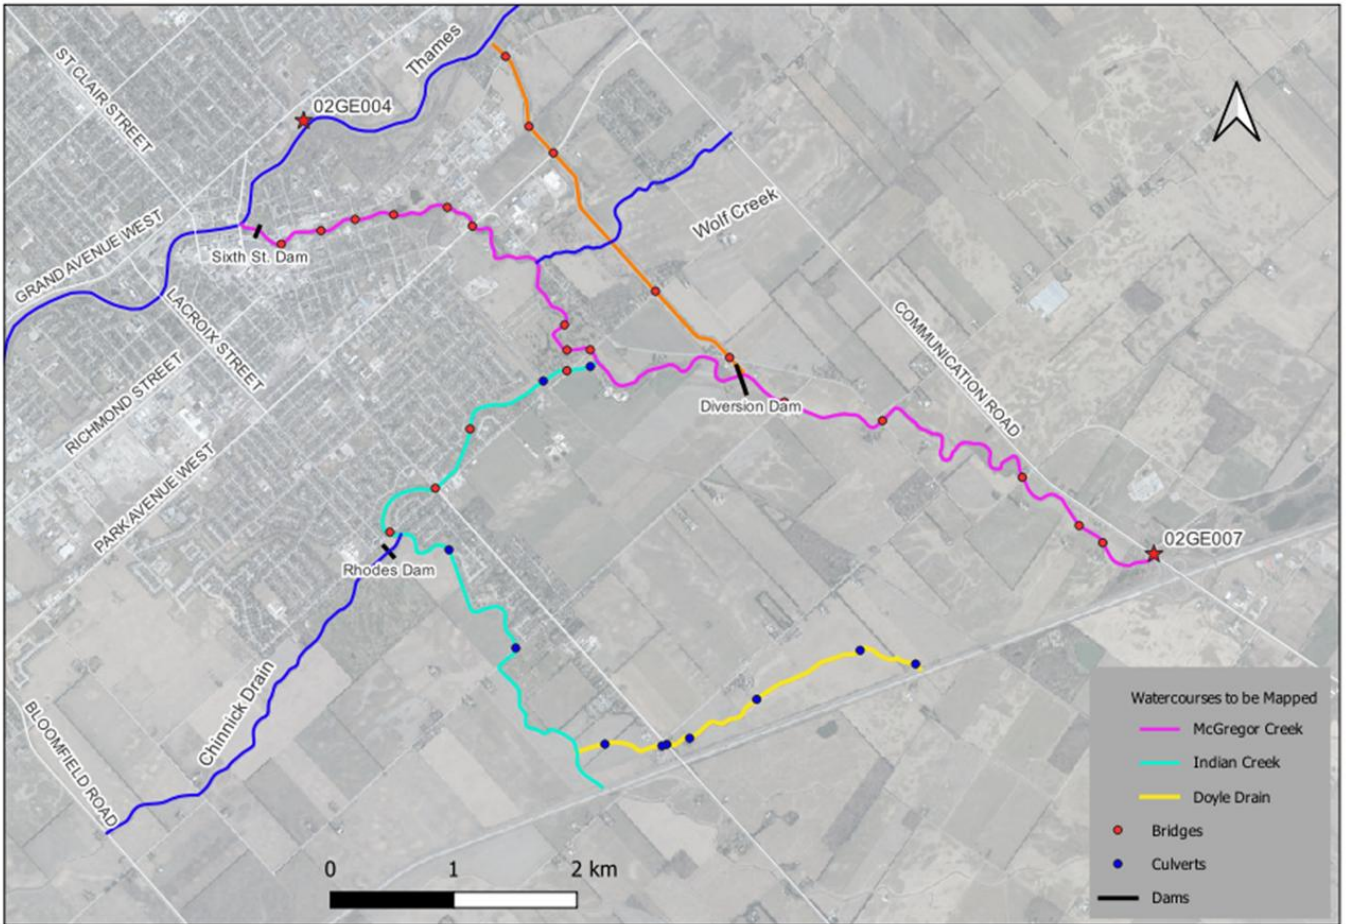 Thames
ST CLAIR STREET
02GE004
GRAND AVENUE WEST
Sixth St. Dam
Wolf Creek
LACROIX STREET
RICHMOND STREET
PARK AVENUE WEST
Diversion Dam
COMMUNICATION ROAD
02GE007
Rhodes Dam
Chinnick Drain
BLOOMFIELD ROAD
Watercourses to be Mapped
McGregor Creek
Indian Creek
Doyle Drain
Bridges
Culverts
Dams
0 1 2 km